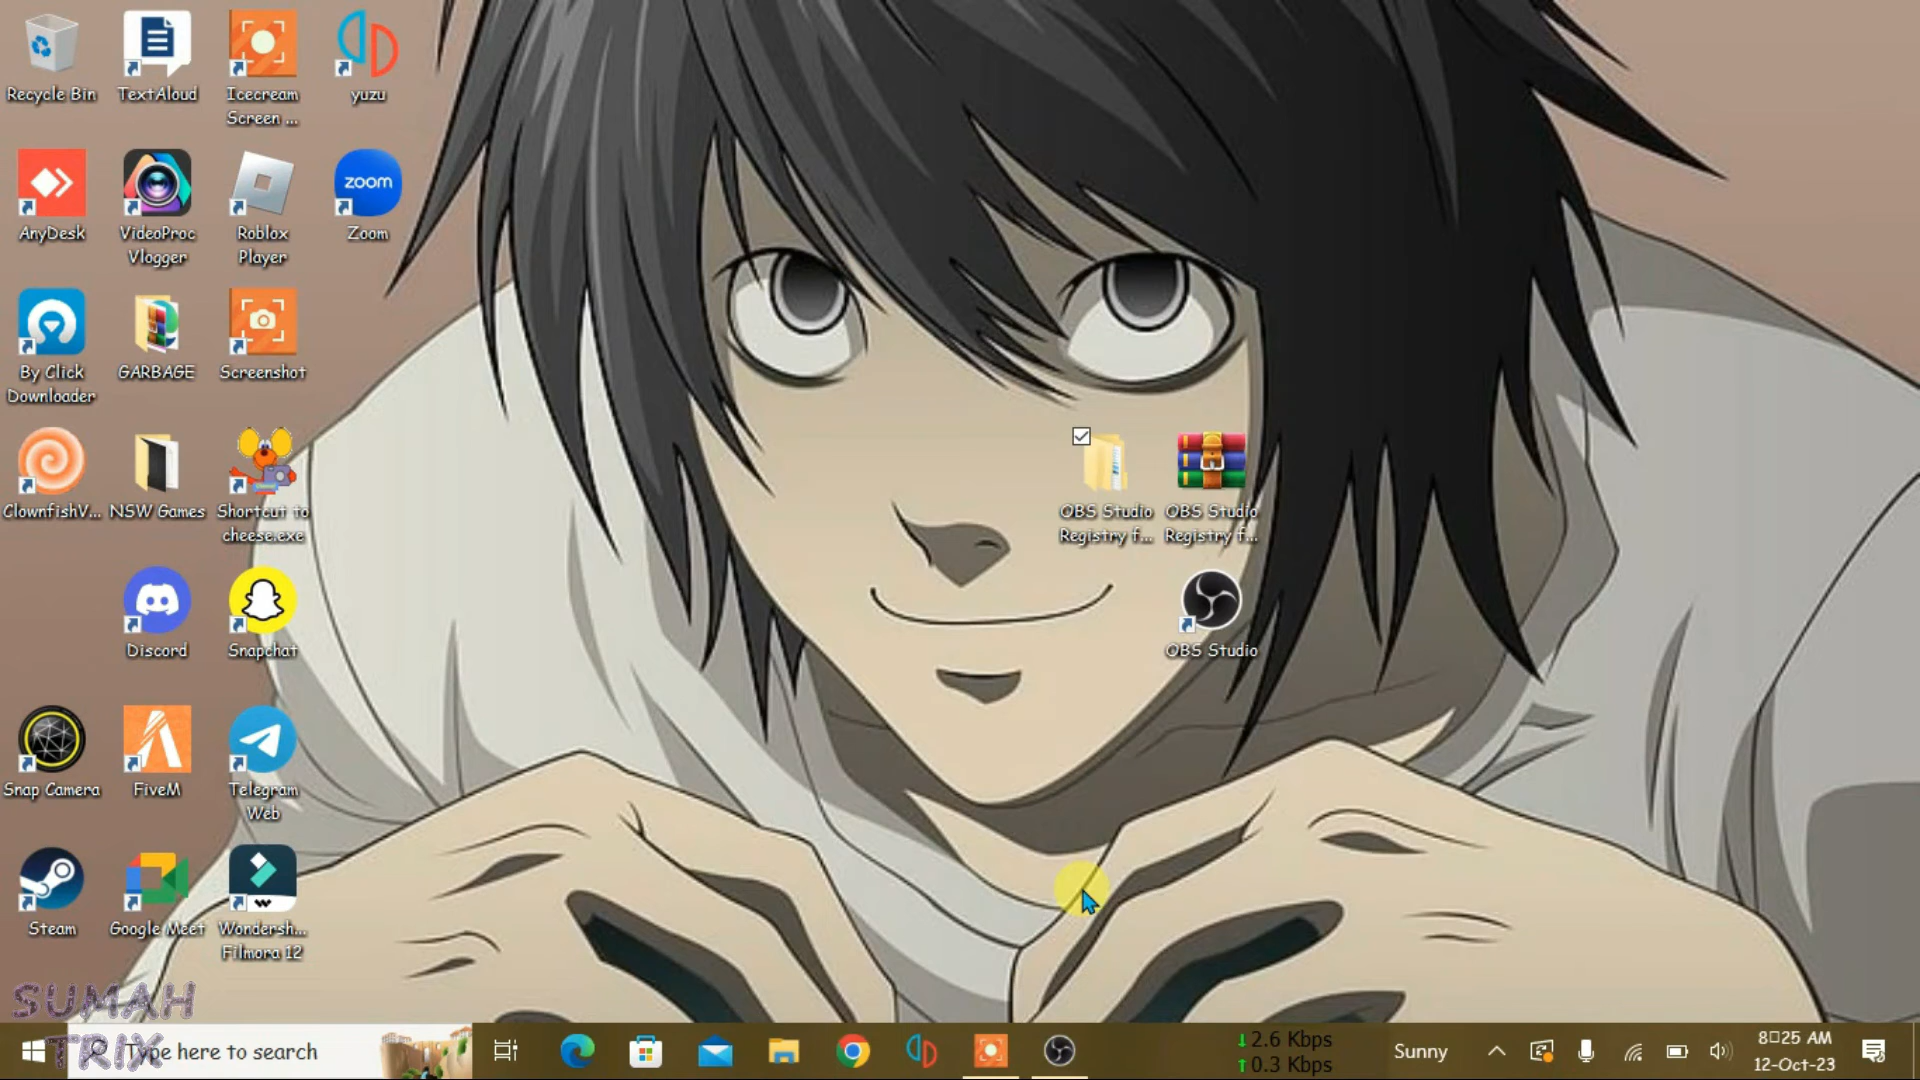 Recycle Bin
TextAloud
Icecream
Screen ...
yuzu
AnyDesk
VideoProc
Vlogger
Roblox
Player
zoom
Zoom
By Click
Downloader
GARBAGE
Screenshot
ClownfishV...
NSW Games
Shortcut to
cheese.exe
OBS Studio
Registry f...
OBS Studio
Registry f...
Discord
Snapchat
OBS Studio
Snap Camera
FiveM
Telegram
Web
Steam
Google Meet
Wondersh...
Filmora 12
SUMAH
TRIX
Type here to search
↓2.6 Kbps
↑0.3 Kbps
Sunny
8:25 AM
12-Oct-23